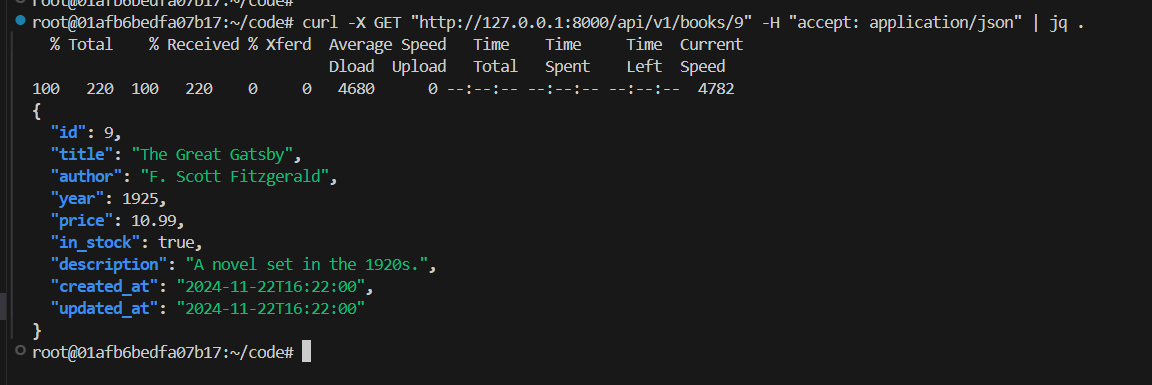 root@01afb6bedfa07b17:~/code#
root@01afb6bedfa07b17:~/code# curl -X GET "http://127.0.0.1:8000/api/v1/books/9" -H "accept: application/json" | jq .
  % Total    % Received % Xferd  Average Speed   Time    Time     Time  Current
                                 Dload  Upload   Total   Spent    Left  Speed
100   220  100   220    0     0   4680      0 --:--:-- --:--:-- --:--:--  4782
{
  "id": 9,
  "title": "The Great Gatsby",
  "author": "F. Scott Fitzgerald",
  "year": 1925,
  "price": 10.99,
  "in_stock": true,
  "description": "A novel set in the 1920s.",
  "created_at": "2024-11-22T16:22:00",
  "updated_at": "2024-11-22T16:22:00"
}
root@01afb6bedfa07b17:~/code#